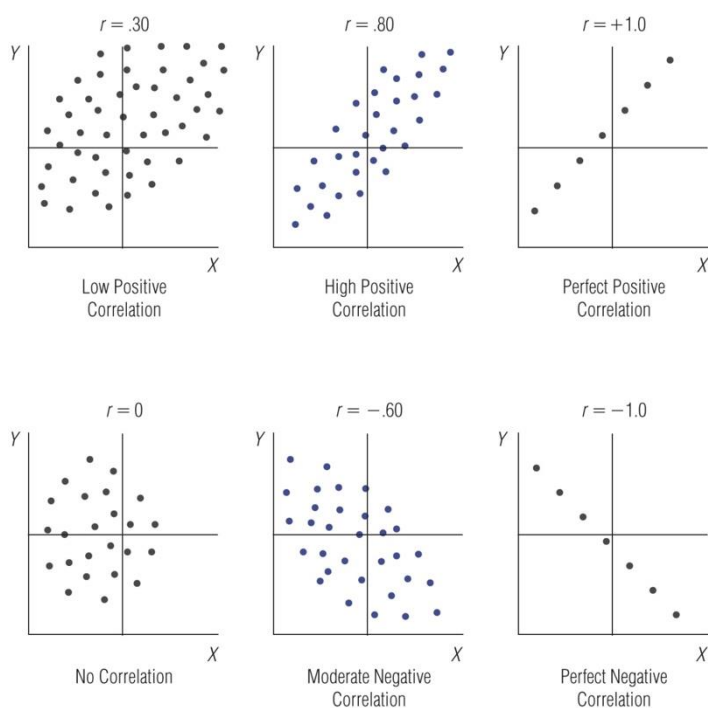 r = .30
Y
X
Low Positive
Correlation
r = .80
Y
X
High Positive
Correlation
r = +1.0
Y
X
Perfect Positive
Correlation
r = 0
Y
X
No Correlation
r = −.60
Y
X
Moderate Negative
Correlation
r = −1.0
Y
X
Perfect Negative
Correlation